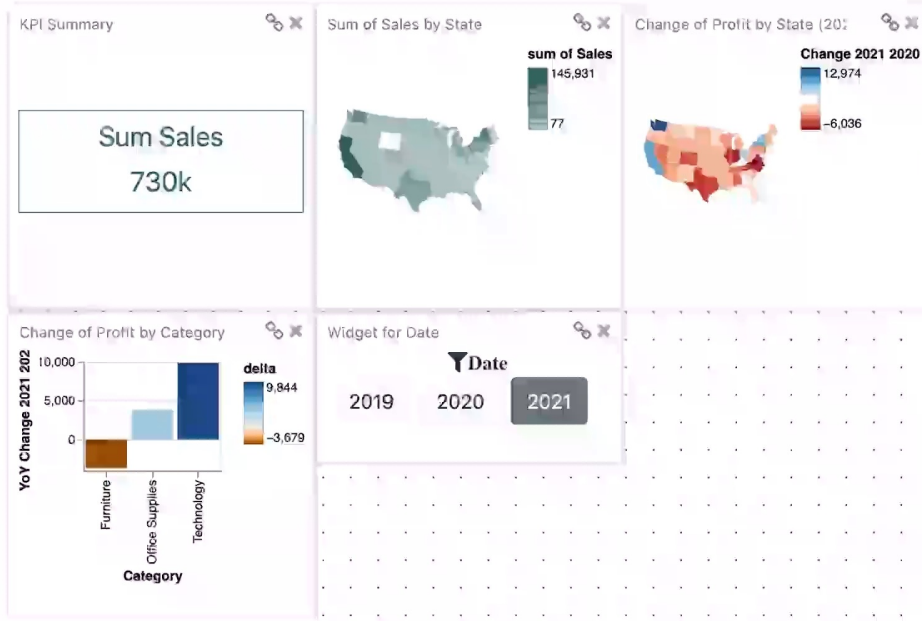 KPI Summary
Sum Sales
730k
Sum of Sales by State
sum of Sales
145,931
77
Change of Profit by State (202
Change 2021 2020
12,974
−6,036
Change of Profit by Category
YoY Change 2021 202
10,000
5,000
0
Furniture
Office Supplies
Technology
Category
delta
9,844
−3,679
Widget for Date
Date
2019
2020
2021